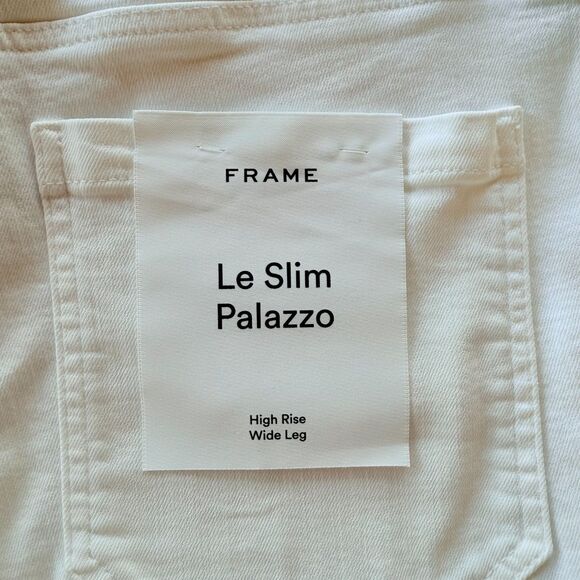 FRAME
Le Slim
Palazzo
High Rise
Wide Leg